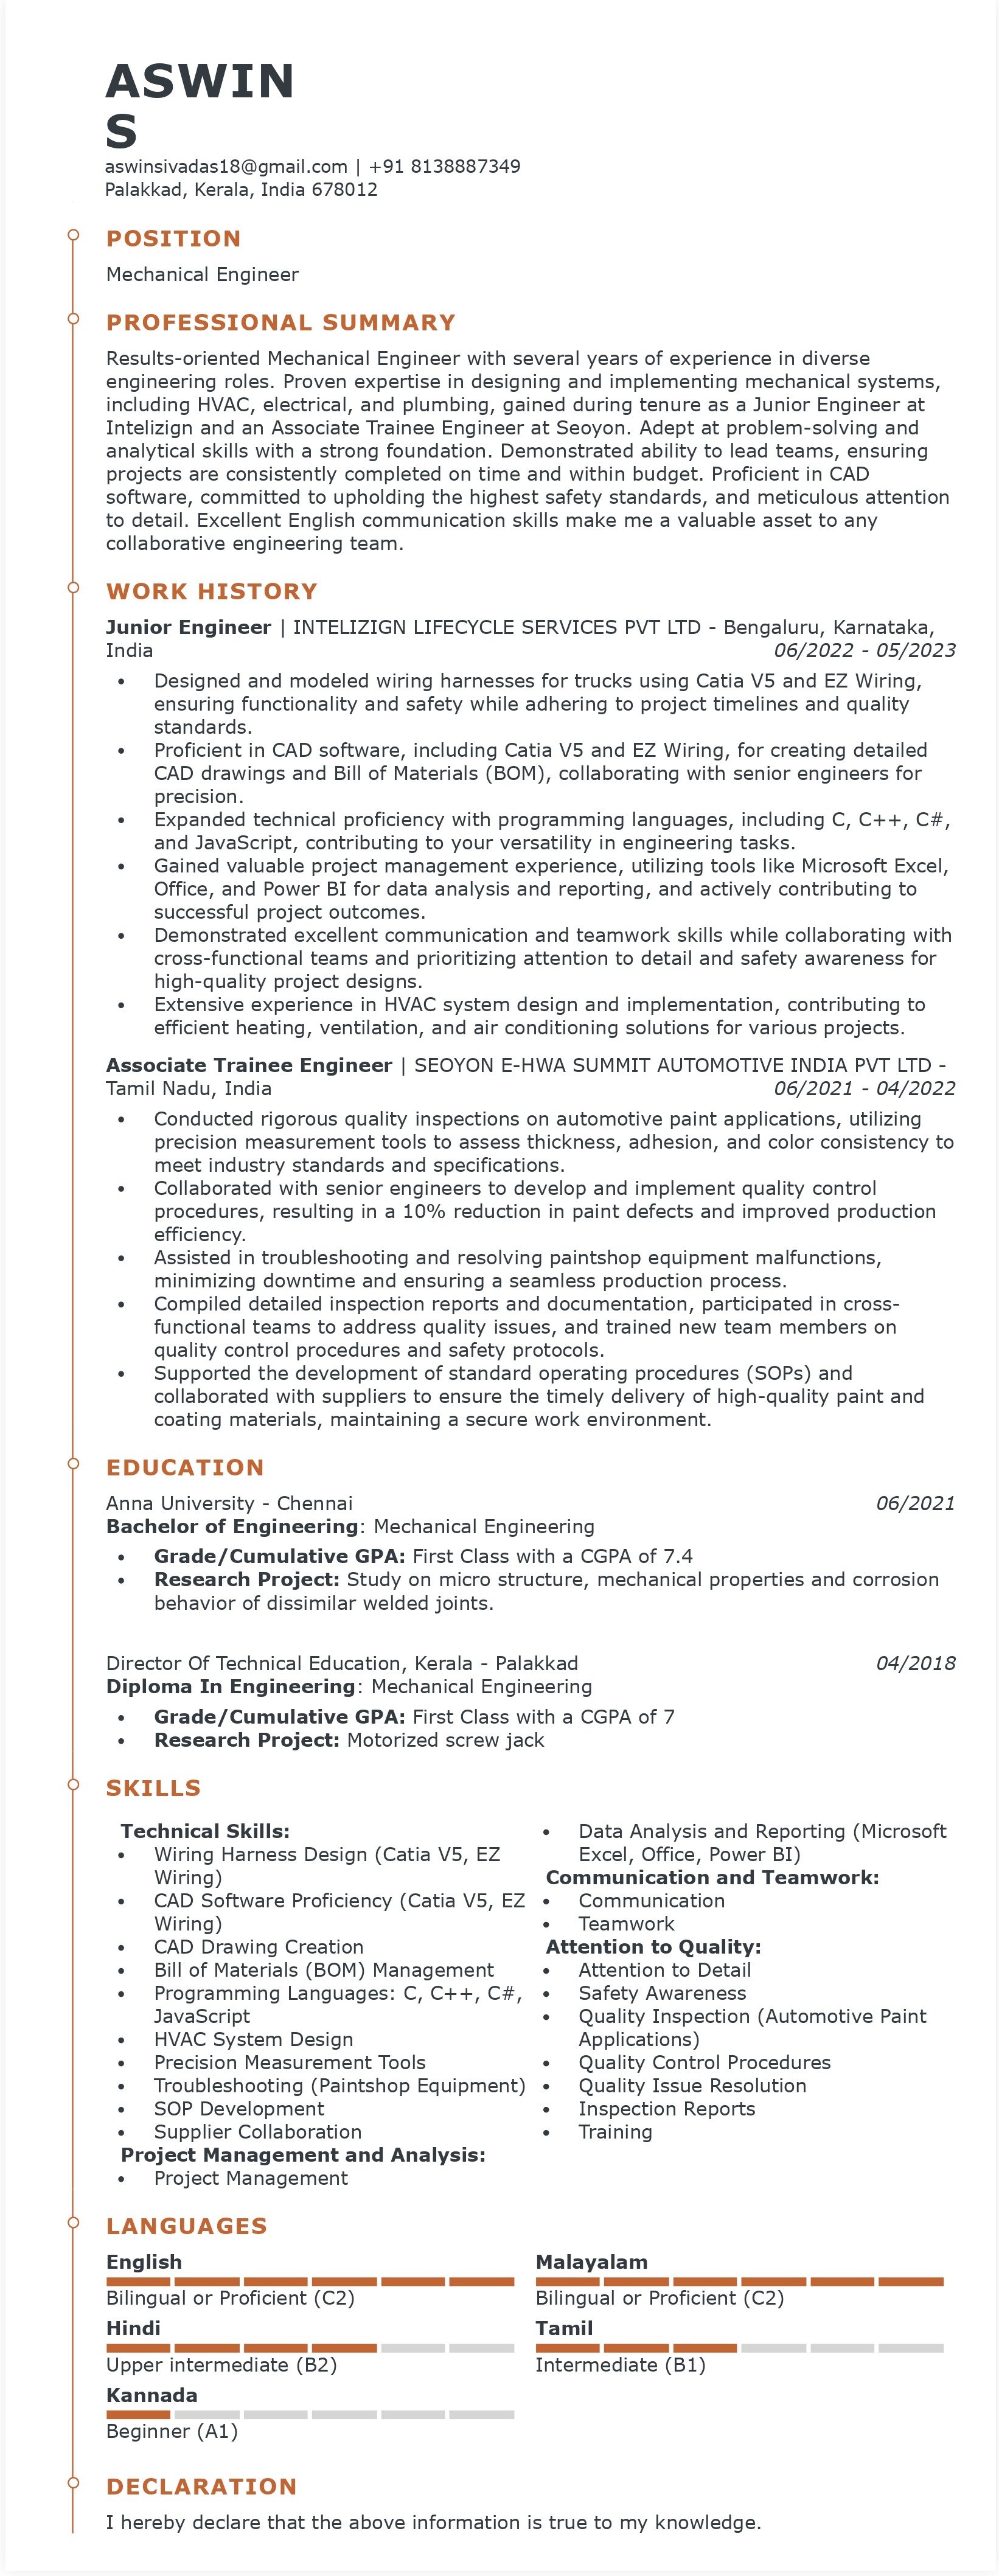 ASWIN
S
aswinsivadas18@gmail.com | +91 8138887349
Palakkad, Kerala, India 678012
POSITION
Mechanical Engineer
PROFESSIONAL SUMMARY
Results-oriented Mechanical Engineer with several years of experience in diverse
engineering roles. Proven expertise in designing and implementing mechanical systems,
including HVAC, electrical, and plumbing, gained during tenure as a Junior Engineer at
Intelizign and an Associate Trainee Engineer at Seoyon. Adept at problem-solving and
analytical skills with a strong foundation. Demonstrated ability to lead teams, ensuring
projects are consistently completed on time and within budget. Proficient in CAD
software, committed to upholding the highest safety standards, and meticulous attention
to detail. Excellent English communication skills make me a valuable asset to any
collaborative engineering team.
WORK HISTORY
Junior Engineer | INTELIZIGN LIFECYCLE SERVICES PVT LTD - Bengaluru, Karnataka,
India 06/2022 - 05/2023
• Designed and modeled wiring harnesses for trucks using Catia V5 and EZ Wiring,
ensuring functionality and safety while adhering to project timelines and quality
standards.
• Proficient in CAD software, including Catia V5 and EZ Wiring, for creating detailed
CAD drawings and Bill of Materials (BOM), collaborating with senior engineers for
precision.
• Expanded technical proficiency with programming languages, including C, C++, C#,
and JavaScript, contributing to your versatility in engineering tasks.
• Gained valuable project management experience, utilizing tools like Microsoft Excel,
Office, and Power BI for data analysis and reporting, and actively contributing to
successful project outcomes.
• Demonstrated excellent communication and teamwork skills while collaborating with
cross-functional teams and prioritizing attention to detail and safety awareness for
high-quality project designs.
• Extensive experience in HVAC system design and implementation, contributing to
efficient heating, ventilation, and air conditioning solutions for various projects.
Associate Trainee Engineer | SEOYON E-HWA SUMMIT AUTOMOTIVE INDIA PVT LTD -
Tamil Nadu, India 06/2021 - 04/2022
• Conducted rigorous quality inspections on automotive paint applications, utilizing
precision measurement tools to assess thickness, adhesion, and color consistency to
meet industry standards and specifications.
• Collaborated with senior engineers to develop and implement quality control
procedures, resulting in a 10% reduction in paint defects and improved production
efficiency.
• Assisted in troubleshooting and resolving paintshop equipment malfunctions,
minimizing downtime and ensuring a seamless production process.
• Compiled detailed inspection reports and documentation, participated in cross-
functional teams to address quality issues, and trained new team members on
quality control procedures and safety protocols.
• Supported the development of standard operating procedures (SOPs) and
collaborated with suppliers to ensure the timely delivery of high-quality paint and
coating materials, maintaining a secure work environment.
EDUCATION
Anna University - Chennai 06/2021
Bachelor of Engineering: Mechanical Engineering
• Grade/Cumulative GPA: First Class with a CGPA of 7.4
• Research Project: Study on micro structure, mechanical properties and corrosion
behavior of dissimilar welded joints.
Director Of Technical Education, Kerala - Palakkad 04/2018
Diploma In Engineering: Mechanical Engineering
• Grade/Cumulative GPA: First Class with a CGPA of 7
• Research Project: Motorized screw jack
SKILLS
Technical Skills:
• Wiring Harness Design (Catia V5, EZ
Wiring)
• CAD Software Proficiency (Catia V5, EZ
Wiring)
• CAD Drawing Creation
• Bill of Materials (BOM) Management
• Programming Languages: C, C++, C#,
JavaScript
• HVAC System Design
• Precision Measurement Tools
• Troubleshooting (Paintshop Equipment)
• SOP Development
• Supplier Collaboration
Project Management and Analysis:
• Project Management
• Data Analysis and Reporting (Microsoft
Excel, Office, Power BI)
Communication and Teamwork:
• Communication
• Teamwork
Attention to Quality:
• Attention to Detail
• Safety Awareness
• Quality Inspection (Automotive Paint
Applications)
• Quality Control Procedures
• Quality Issue Resolution
• Inspection Reports
• Training
LANGUAGES
English
Bilingual or Proficient (C2)
Malayalam
Bilingual or Proficient (C2)
Hindi
Upper intermediate (B2)
Tamil
Intermediate (B1)
Kannada
Beginner (A1)
DECLARATION
I hereby declare that the above information is true to my knowledge.